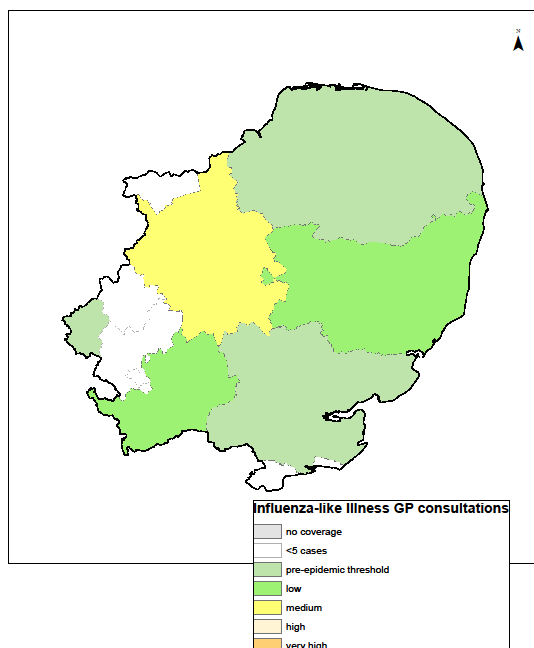 N
Influenza-like Illness GP consultations
no coverage
<5 cases
pre-epidemic threshold
low
medium
high
very high